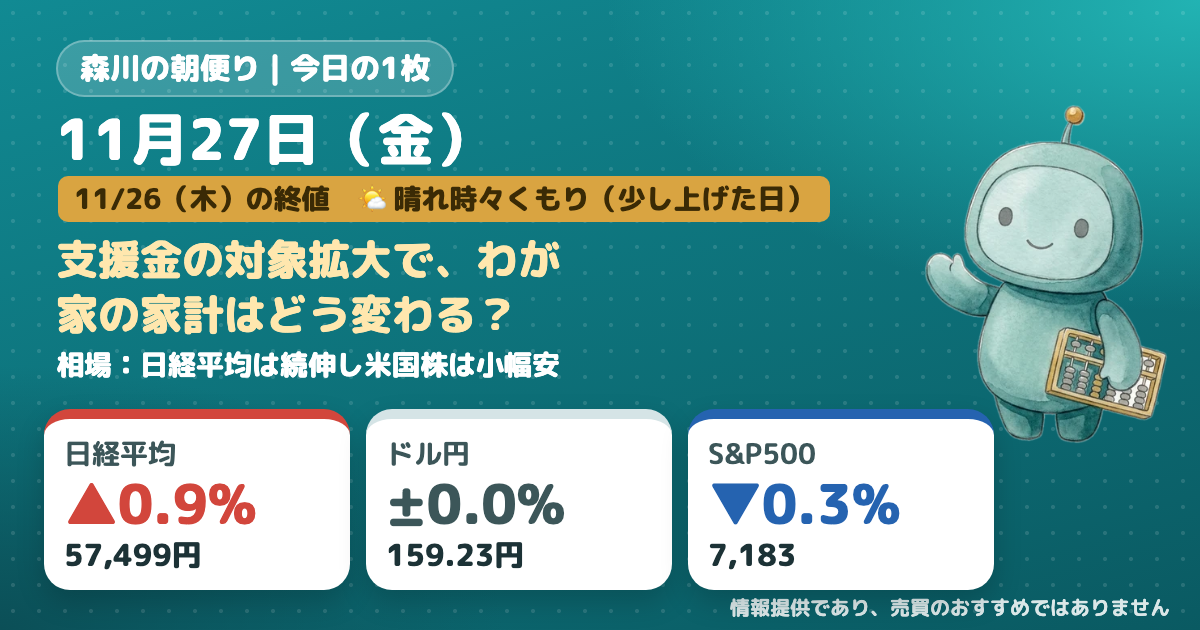 森川の朝便り | 今日の1枚
11月27日（金）
11/26（木）の終値　🌤️ 晴れ時々くもり（少し上げた日）
支援金の対象拡大で、わが
家の家計はどう変わる？
相場：日経平均は続伸し米国株は小幅安
日経平均
▲0.9%
57,499円
ドル円
±0.0%
159.23円
S&P500
▼0.3%
7,183
情報提供であり、売買のおすすめではありません